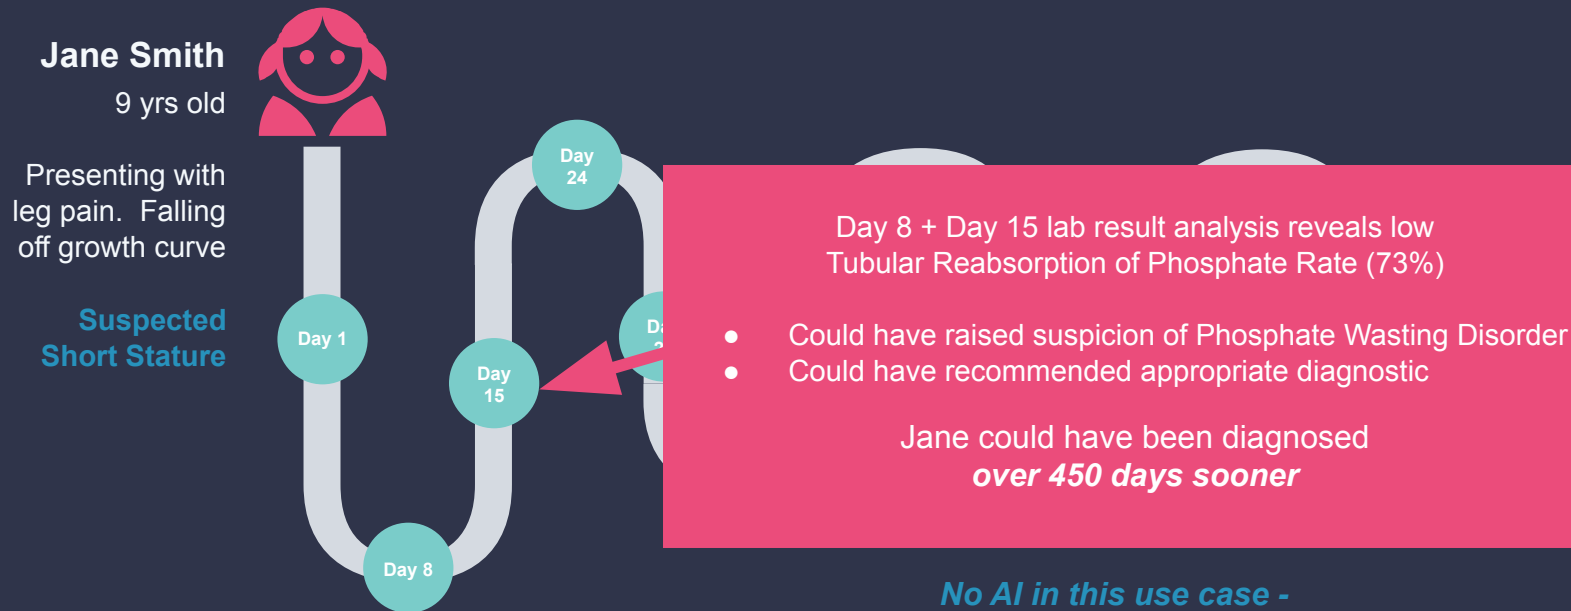 Jane Smith
9 yrs old
Presenting with
leg pain. Falling
off growth curve
Suspected
Short Stature
Day 1
Day 8
Day
15
Day
24
Day 8 + Day 15 lab result analysis reveals low
Tubular Reabsorption of Phosphate Rate (73%)
● Could have raised suspicion of Phosphate Wasting Disorder
● Could have recommended appropriate diagnostic
Jane could have been diagnosed
over 450 days sooner
No AI in this use case -